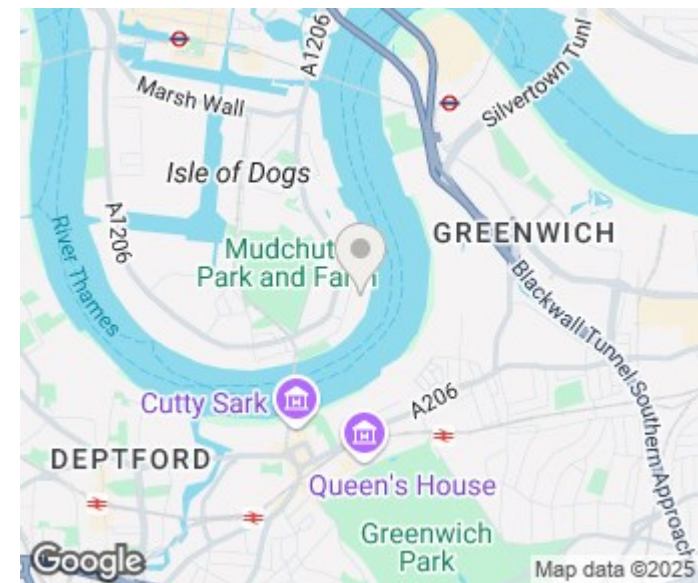 A1206
Marsh Wall
Silvertown Tunl
Isle of Dogs
A1206
River Thames
GREENWICH
Mudchut
Park and Farm
Blackwall Tunnel Southern Approach
Cutty Sark
A206
DEPTFORD
Queen's House
Greenwich
Park
Google
Map data ©2025